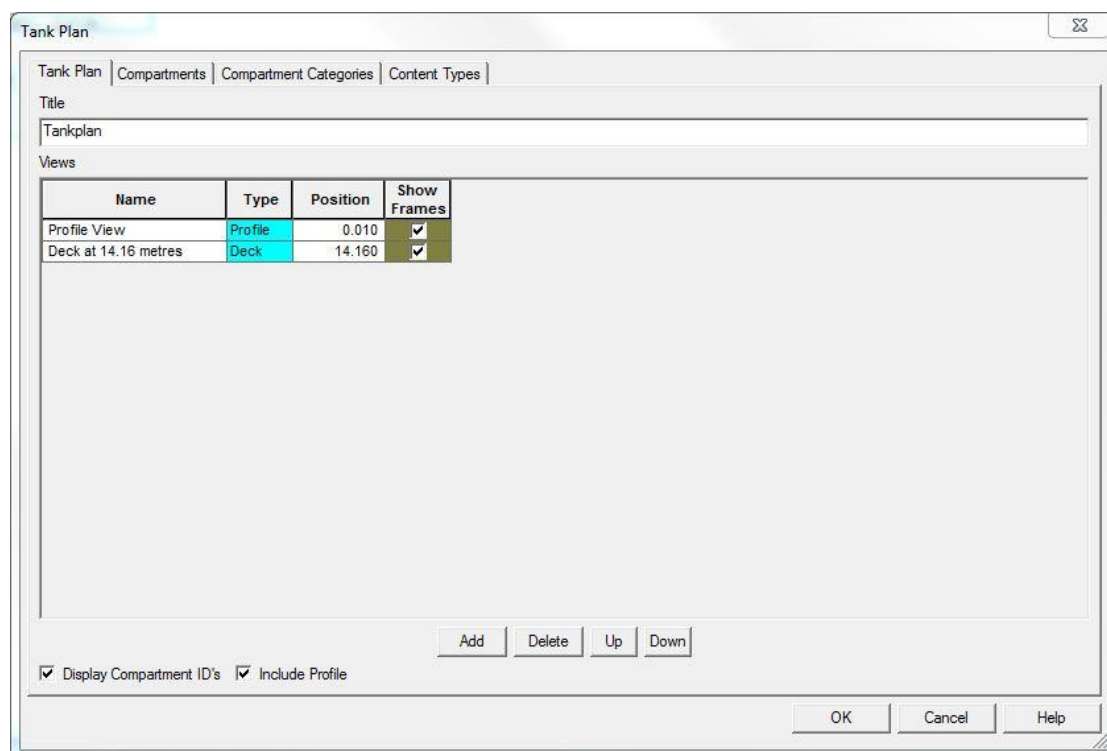 Tank Plan
Tank Plan Compartments Compartment Categories Content Types
Title
Tankplan
Views
Name Type Position Show Frames
Profile View Profile 0.010
Deck at 14.16 metres Deck 14.160
Add Delete Up Down
Display Compartment ID's Include Profile
OK Cancel Help